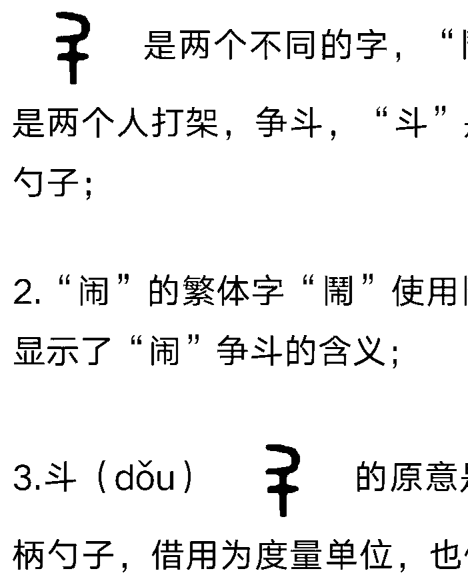 是两个不同的字，“
是两个人打架，争斗，“斗”
勺子；
2.“闹”的繁体字“鬧”使用
显示了“闹”争斗的含义；
3.斗（dǒu） 的原意
柄勺子，借用为度量单位，也